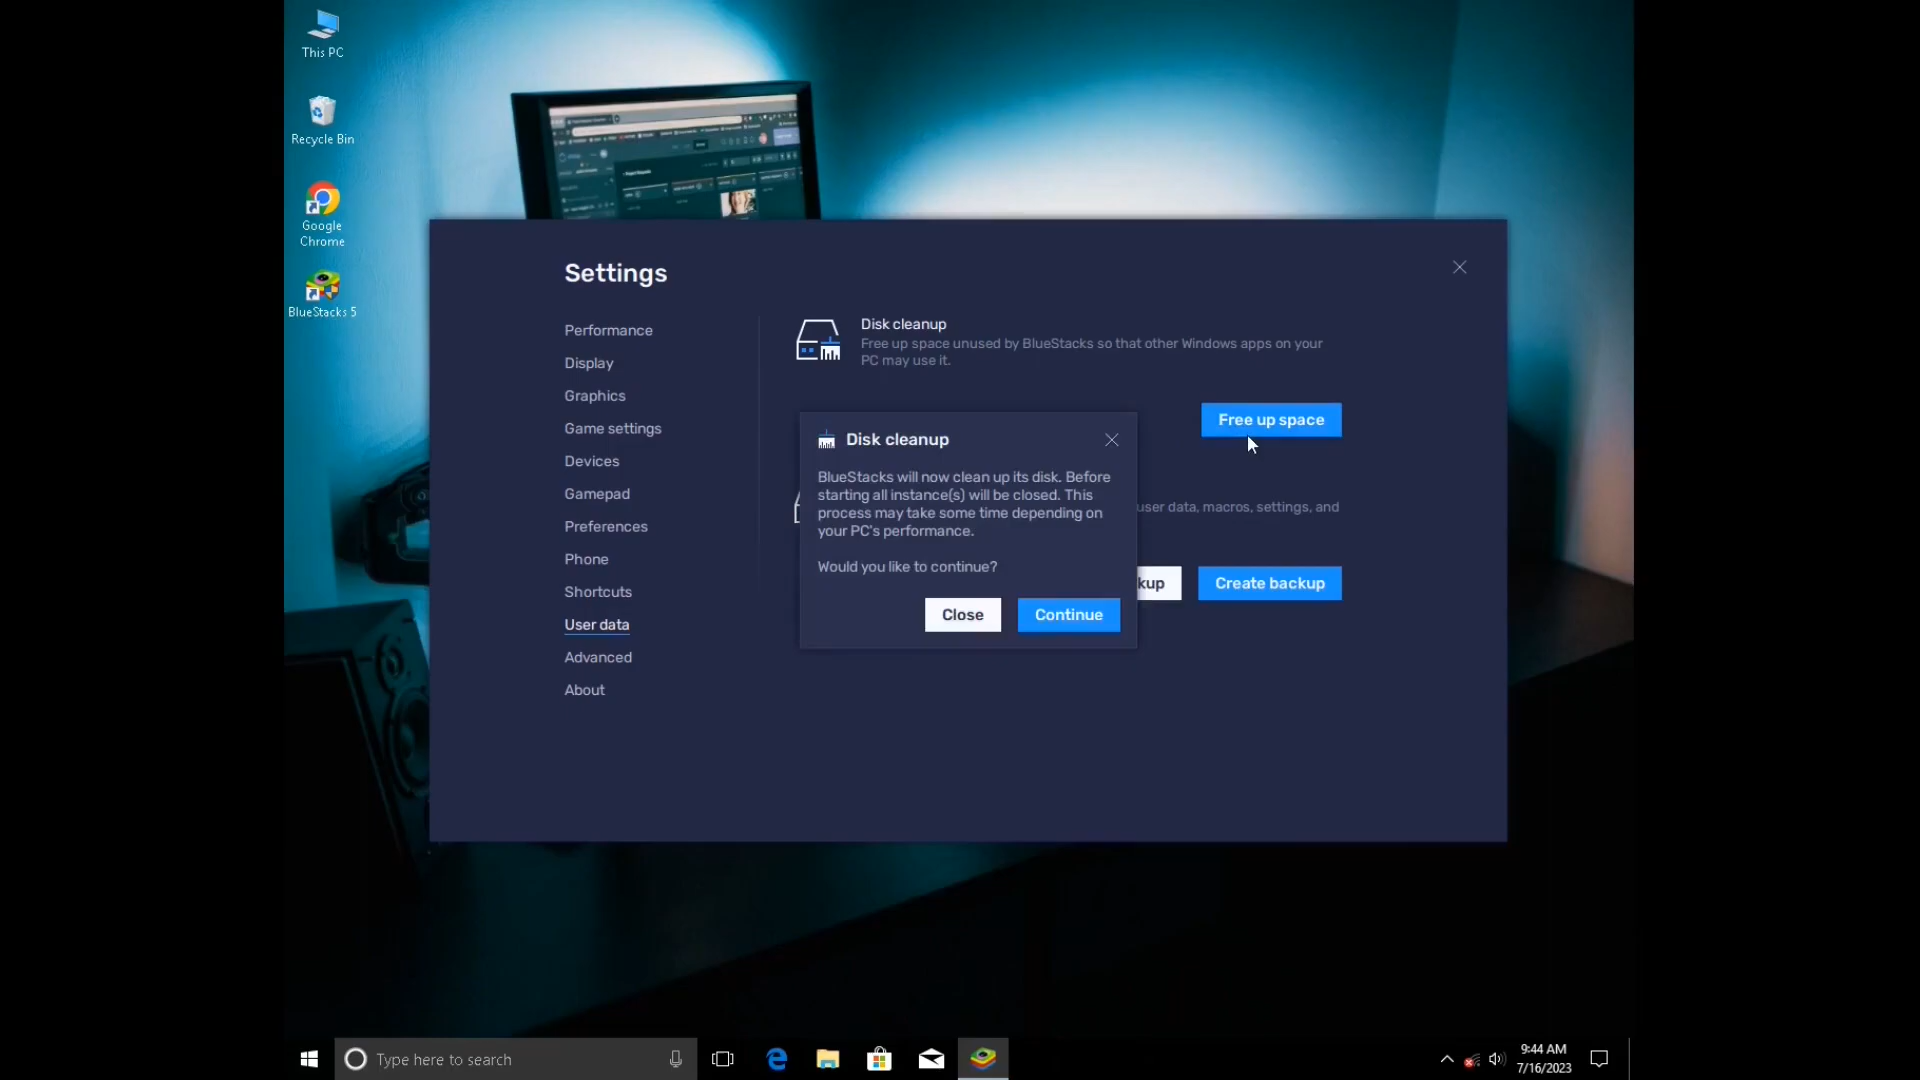 This PC
Recycle Bin
Google
Chrome
BlueStacks 5
Settings
Performance
Display
Graphics
Game settings
Devices
Gamepad
Preferences
Phone
Shortcuts
User data
Advanced
About
Disk cleanup
Free up space unused by BlueStacks so that other Windows apps on your
PC may use it.
Free up space
user data, macros, settings, and
kup
Create backup
Disk cleanup
BlueStacks will now clean up its disk. Before
starting all instance(s) will be closed. This
process may take some time depending on
your PC's performance.
Would you like to continue?
Close
Continue
Type here to search
9:44 AM
7/16/2023